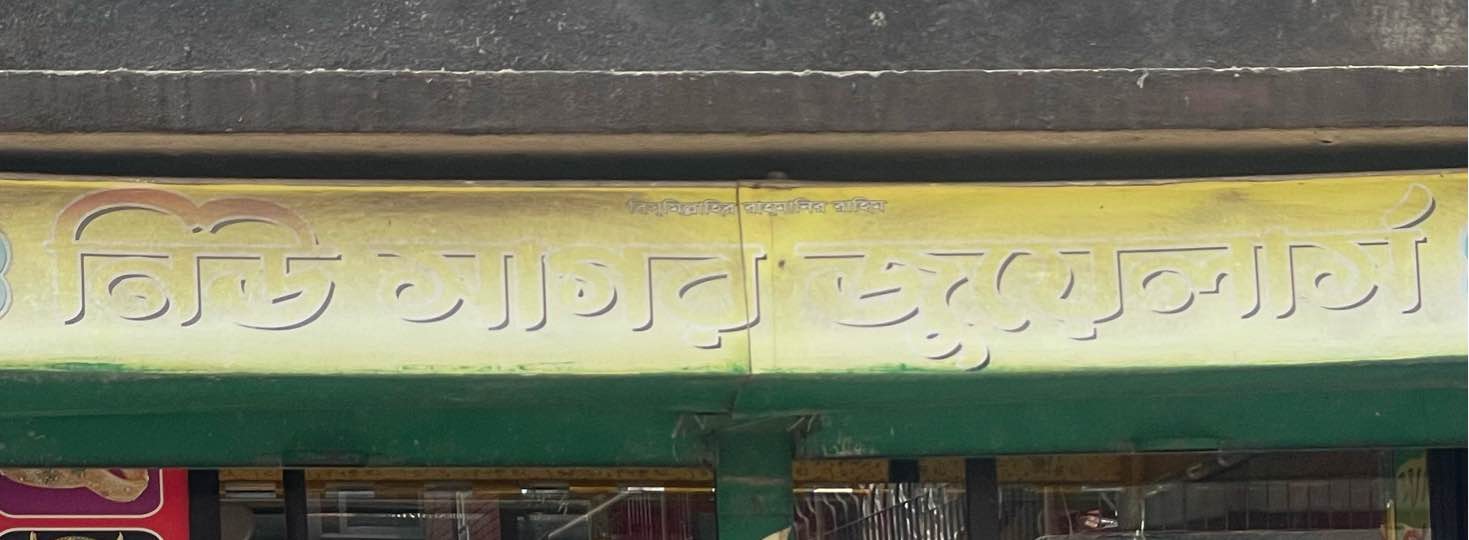 বিসমিল্লাহির রাহমানির রাহিম
নিউ সাগর জুয়েলার্স